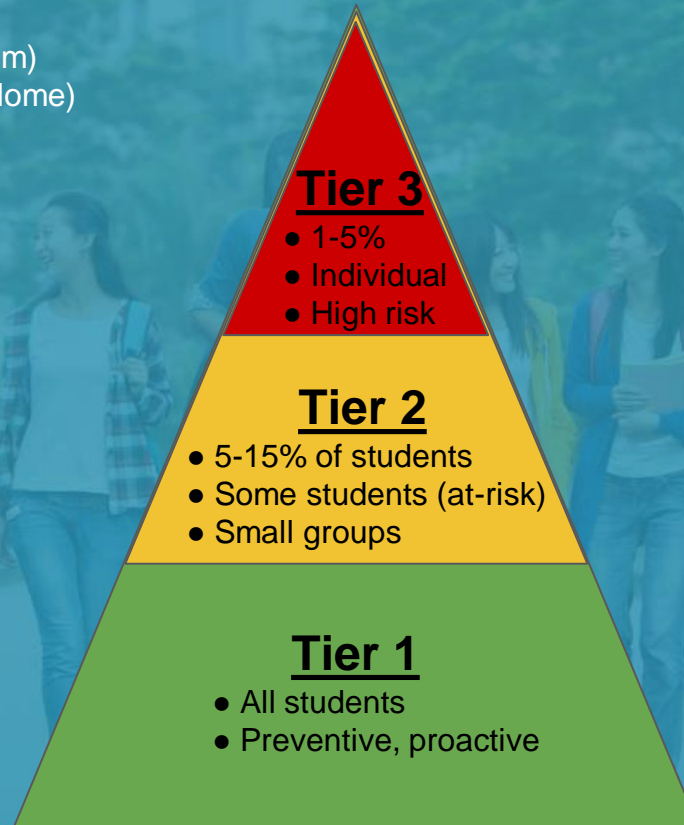 Tier 3
● 1-5%
● Individual
● High risk
Tier 2
● 5-15% of students
● Some students (at-risk)
● Small groups
Tier 1
● All students
● Preventive, proactive